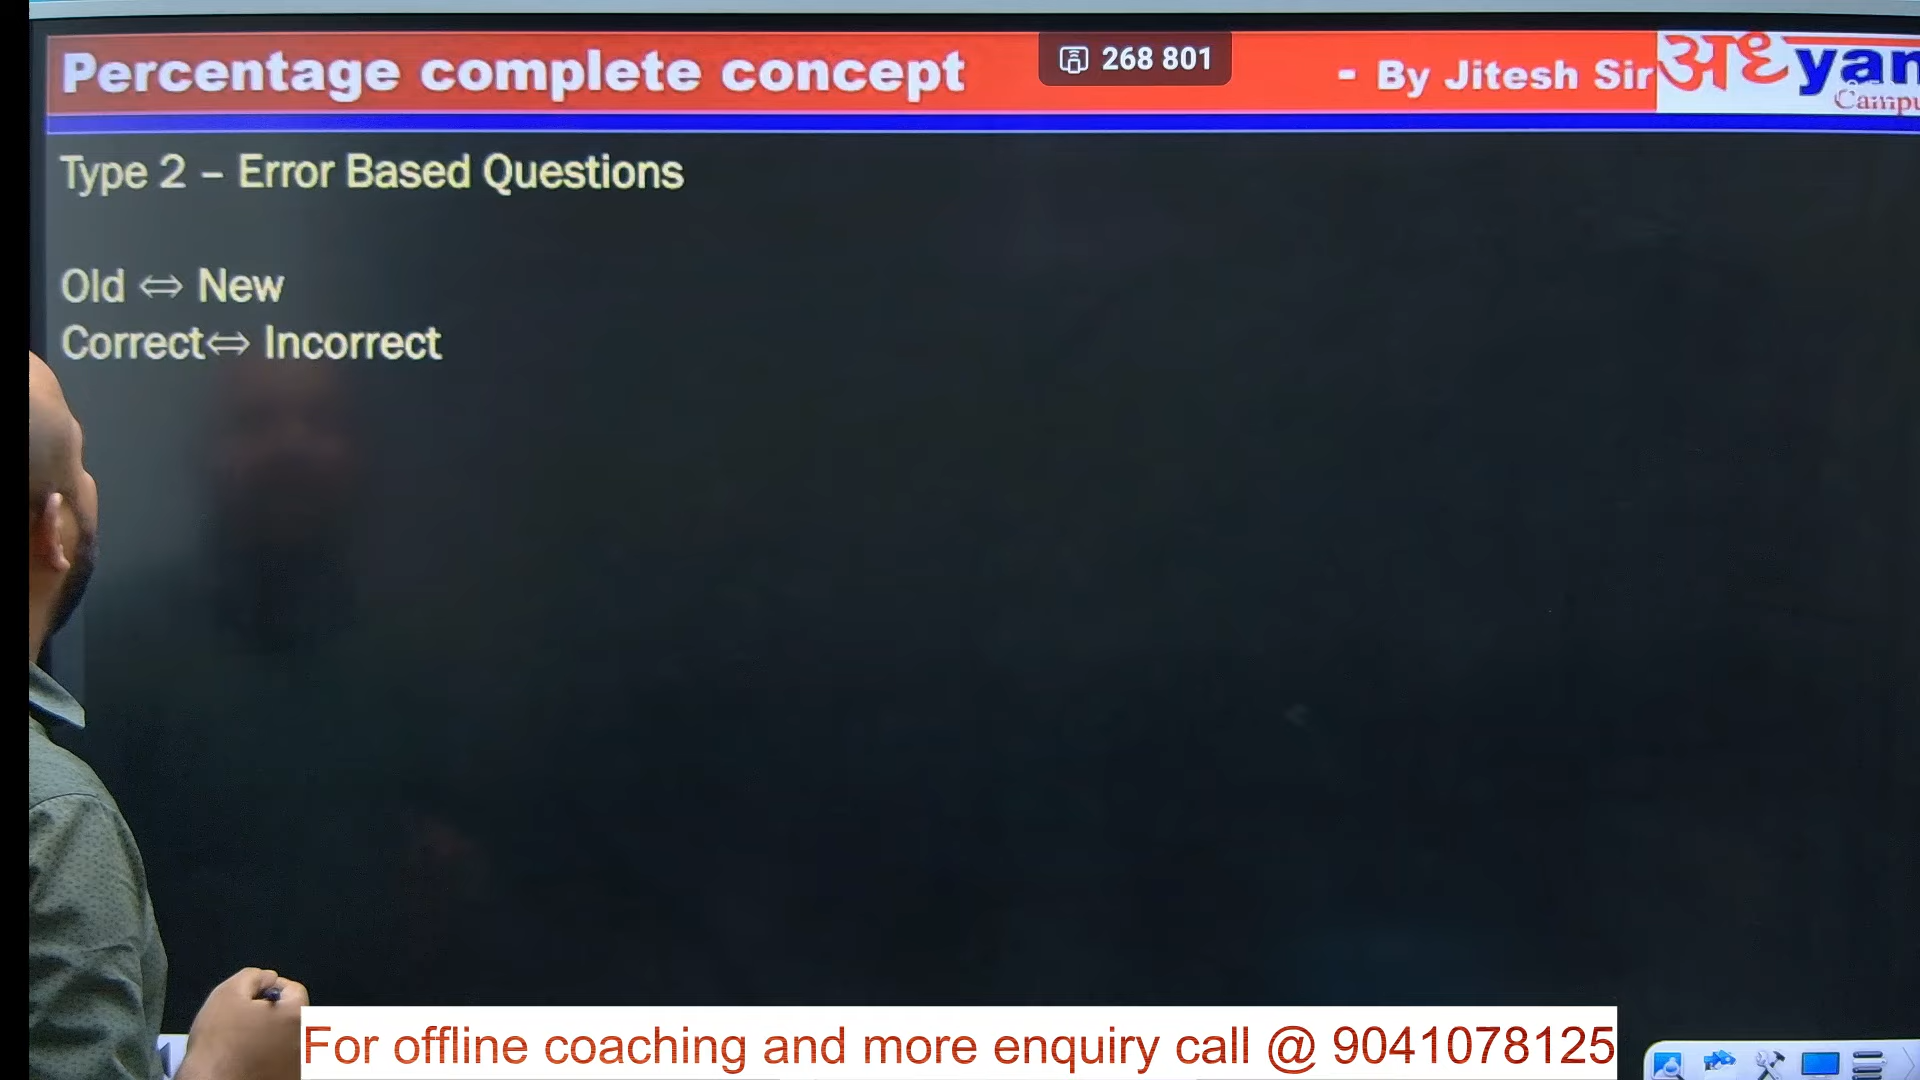 Percentage complete concept
268 801
- By Jitesh Sir
अध्yan
Campu
Type 2 – Error Based Questions
Old ⇔ New
Correct⇔ Incorrect
For offline coaching and more enquiry call @ 9041078125